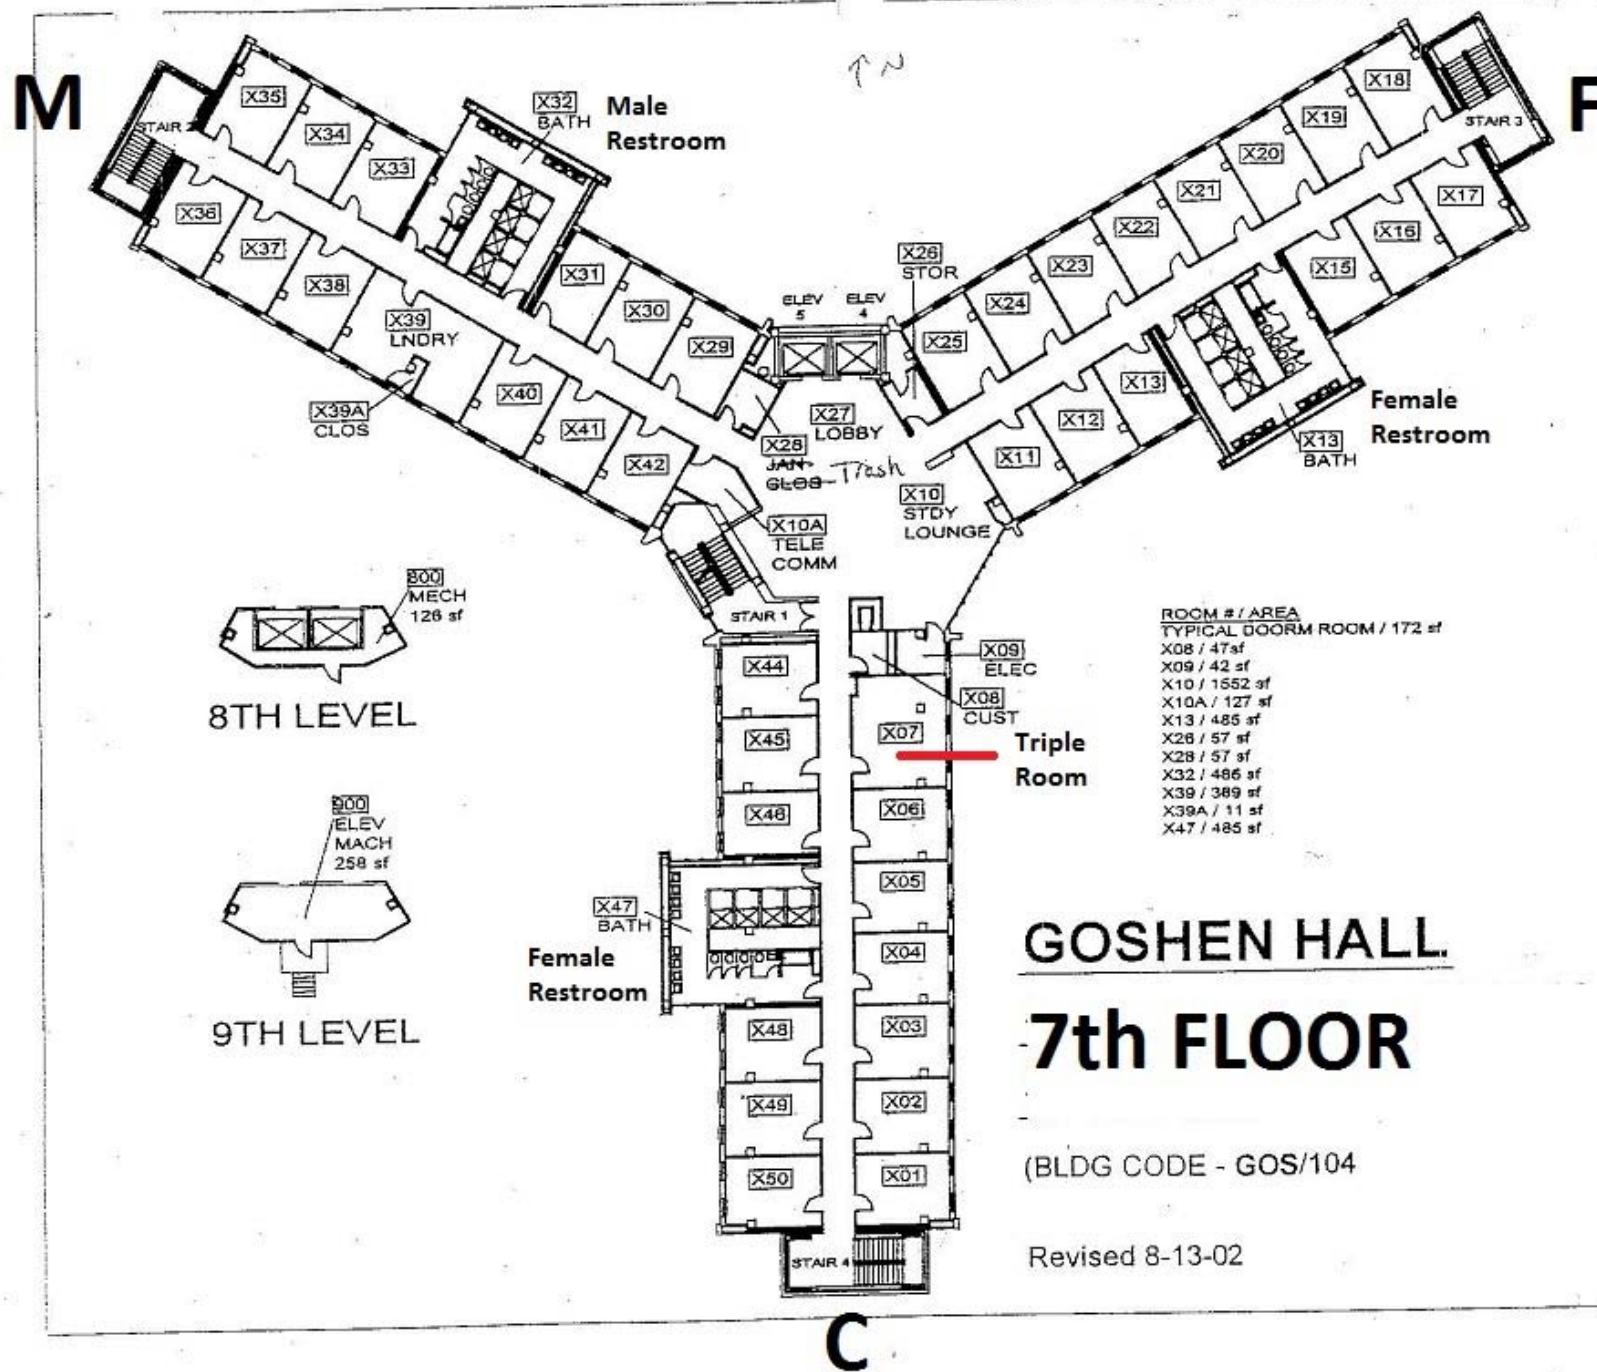 ↑ N
M
F
X35
X34
X33
X32
BATH
Male
Restroom
STAIR 2
X36
X37
X38
X39
LNDRY
X39A
CLOS
X31
X30
X29
X40
X41
X42
ELEV
5
ELEV
4
X26
STOR
X27
LOBBY
X28
JAN
CLOS
Trash
X10
STDY
LOUNGE
X10A
TELE
COMM
X25
X24
X23
X22
X21
X20
X19
X18
STAIR 3
X17
X16
X15
X13
X12
X11
X13
BATH
Female
Restroom
STAIR 1
800
MECH
126 sf
8TH LEVEL
900
ELEV
MACH
258 sf
9TH LEVEL
X44
X45
X46
X47
BATH
Female
Restroom
X48
X49
X50
X09
ELEC
X08
CUST
X07
Triple
Room
X06
X05
X04
X03
X02
X01
STAIR 4
C
ROOM # / AREA
TYPICAL DOORM ROOM / 172 sf
X08 / 47sf
X09 / 42 sf
X10 / 1552 sf
X10A / 127 sf
X13 / 485 sf
X26 / 57 sf
X28 / 57 sf
X32 / 486 sf
X39 / 389 sf
X39A / 11 sf
X47 / 485 sf
GOSHEN HALL
7th FLOOR
(BLDG CODE - GOS/104
Revised 8-13-02